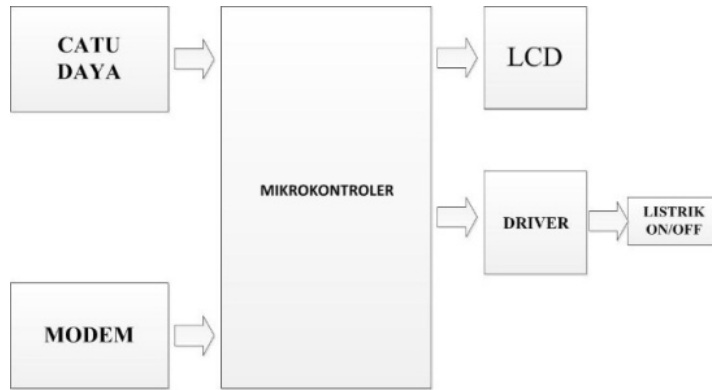 CATU
DAYA
LCD
MIKROKONTROLER
DRIVER
LISTRIK
ON/OFF
MODEM